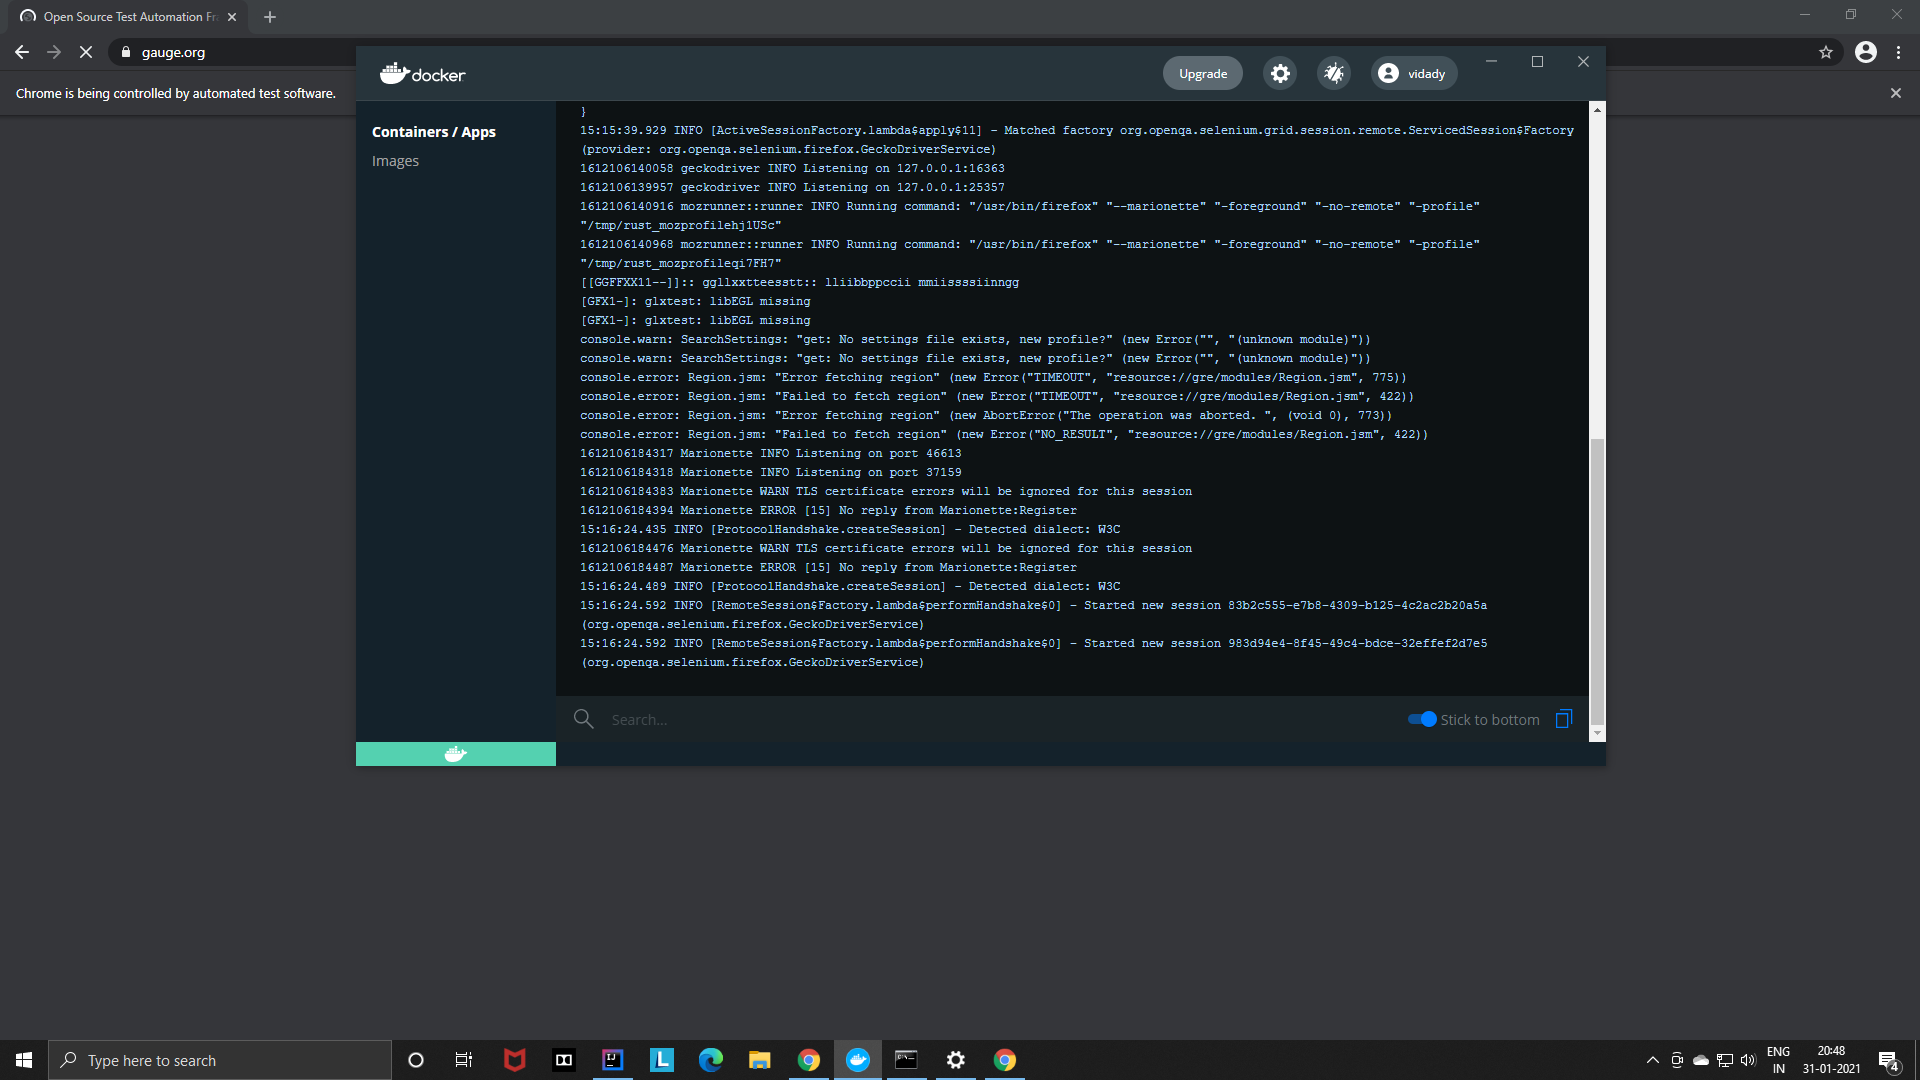 Open Source Test Automation Fr
gauge.org
Chrome is being controlled by automated test software.
docker
Upgrade
vidady
Containers / Apps
Images
}
15:15:39.929 INFO [ActiveSessionFactory.lambda$apply$11] - Matched factory org.openqa.selenium.grid.session.remote.ServicedSession$Factory
(provider: org.openqa.selenium.firefox.GeckoDriverService)
1612106140058 geckodriver INFO Listening on 127.0.0.1:16363
1612106139957 geckodriver INFO Listening on 127.0.0.1:25357
1612106140916 mozrunner::runner INFO Running command: "/usr/bin/firefox" "--marionette" "-foreground" "-no-remote" "-profile"
"/tmp/rust_mozprofilehj1USc"
1612106140968 mozrunner::runner INFO Running command: "/usr/bin/firefox" "--marionette" "-foreground" "-no-remote" "-profile"
"/tmp/rust_mozprofileqi7FH7"
[[GGFFXX11--]]:: ggllxxtteesstt:: lliibbppccii mmiissssiinngg
[GFX1-]: glxtest: libEGL missing
[GFX1-]: glxtest: libEGL missing
console.warn: SearchSettings: "get: No settings file exists, new profile?" (new Error("", "(unknown module)"))
console.warn: SearchSettings: "get: No settings file exists, new profile?" (new Error("", "(unknown module)"))
console.error: Region.jsm: "Error fetching region" (new Error("TIMEOUT", "resource://gre/modules/Region.jsm", 775))
console.error: Region.jsm: "Failed to fetch region" (new Error("TIMEOUT", "resource://gre/modules/Region.jsm", 422))
console.error: Region.jsm: "Error fetching region" (new AbortError("The operation was aborted. ", (void 0), 773))
console.error: Region.jsm: "Failed to fetch region" (new Error("NO_RESULT", "resource://gre/modules/Region.jsm", 422))
1612106184317 Marionette INFO Listening on port 46613
1612106184318 Marionette INFO Listening on port 37159
1612106184383 Marionette WARN TLS certificate errors will be ignored for this session
1612106184394 Marionette ERROR [15] No reply from Marionette:Register
15:16:24.435 INFO [ProtocolHandshake.createSession] - Detected dialect: W3C
1612106184476 Marionette WARN TLS certificate errors will be ignored for this session
1612106184487 Marionette ERROR [15] No reply from Marionette:Register
15:16:24.489 INFO [ProtocolHandshake.createSession] - Detected dialect: W3C
15:16:24.592 INFO [RemoteSession$Factory.lambda$performHandshake$0] - Started new session 83b2c555-e7b8-4309-b125-4c2ac2b20a5a
(org.openqa.selenium.firefox.GeckoDriverService)
15:16:24.592 INFO [RemoteSession$Factory.lambda$performHandshake$0] - Started new session 983d94e4-8f45-49c4-bdce-32effef2d7e5
(org.openqa.selenium.firefox.GeckoDriverService)
Search...
Stick to bottom
Type here to search
IJ
L
ENG
IN
20:48
31-01-2021
4